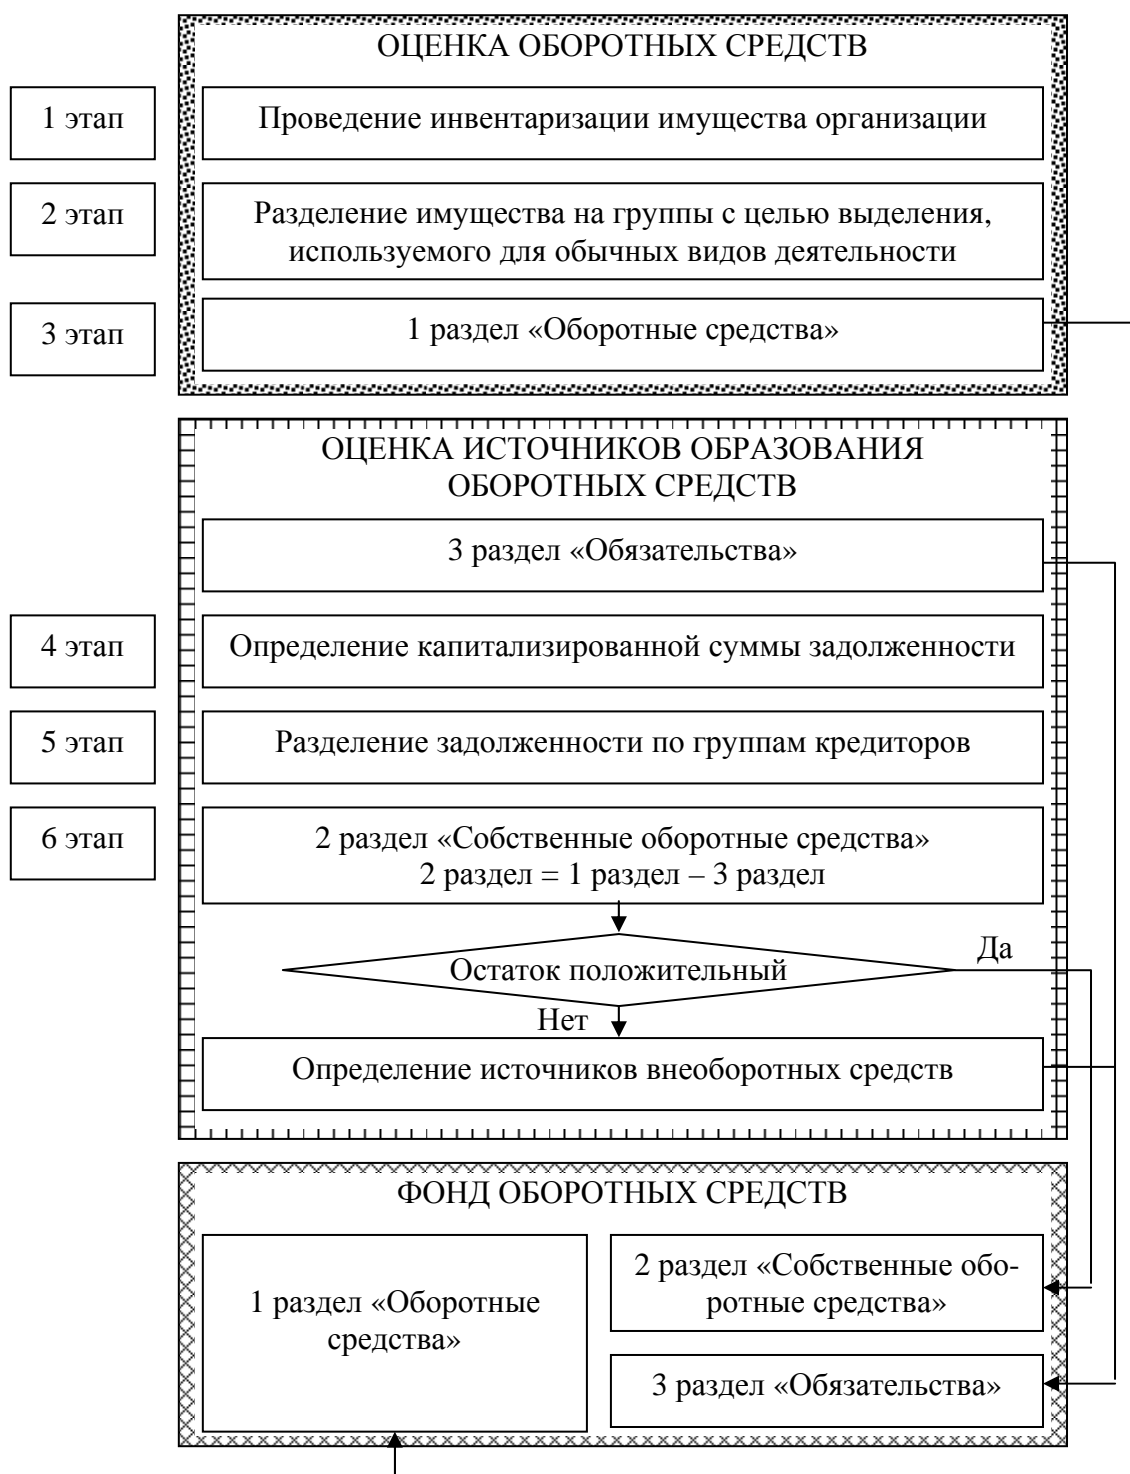 ОЦЕНКА ОБОРОТНЫХ СРЕДСТВ
1 этап
Проведение инвентаризации имущества организации
2 этап
Разделение имущества на группы с целью выделения,
используемого для обычных видов деятельности
3 этап
1 раздел «Оборотные средства»
ОЦЕНКА ИСТОЧНИКОВ ОБРАЗОВАНИЯ
ОБОРОТНЫХ СРЕДСТВ
3 раздел «Обязательства»
4 этап
Определение капитализированной суммы задолженности
5 этап
Разделение задолженности по группам кредиторов
6 этап
2 раздел «Собственные оборотные средства»
2 раздел = 1 раздел – 3 раздел
Остаток положительный
Да
Нет
Определение источников внеоборотных средств
ФОНД ОБОРОТНЫХ СРЕДСТВ
1 раздел «Оборотные
средства»
2 раздел «Собственные обо-
ротные средства»
3 раздел «Обязательства»